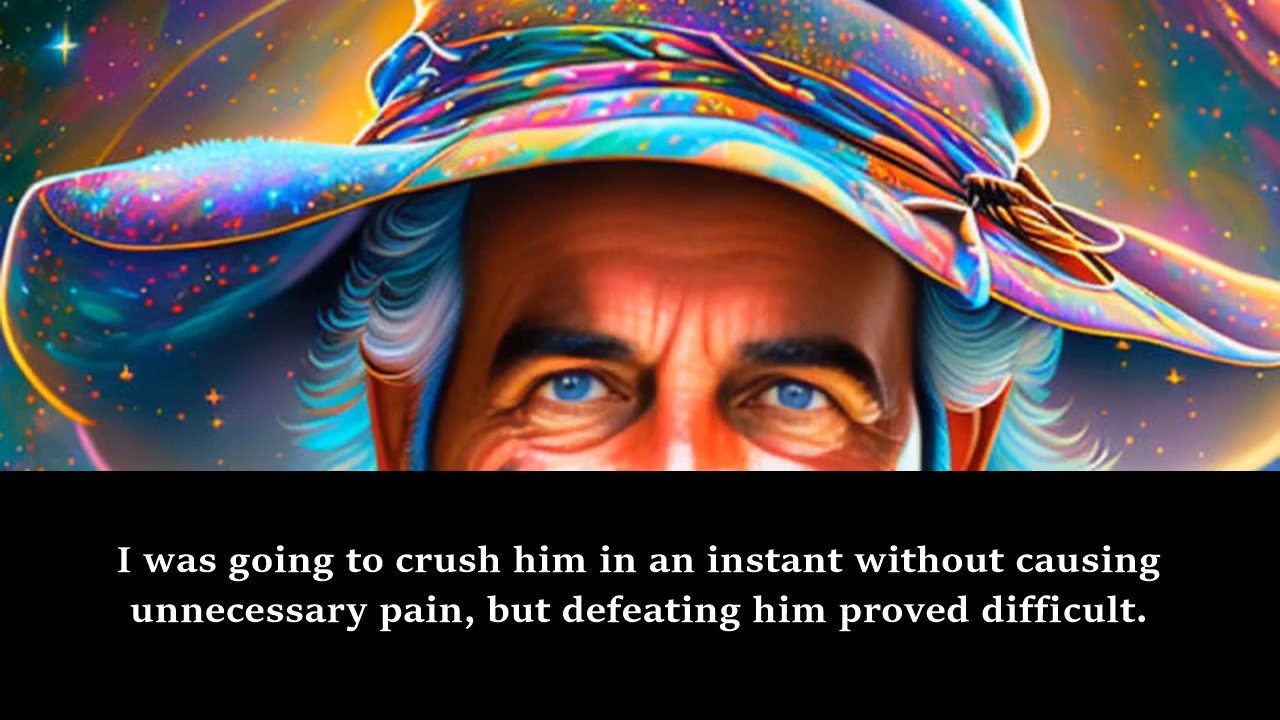 I was going to crush him in an instant without causing
unnecessary pain, but defeating him proved difficult.